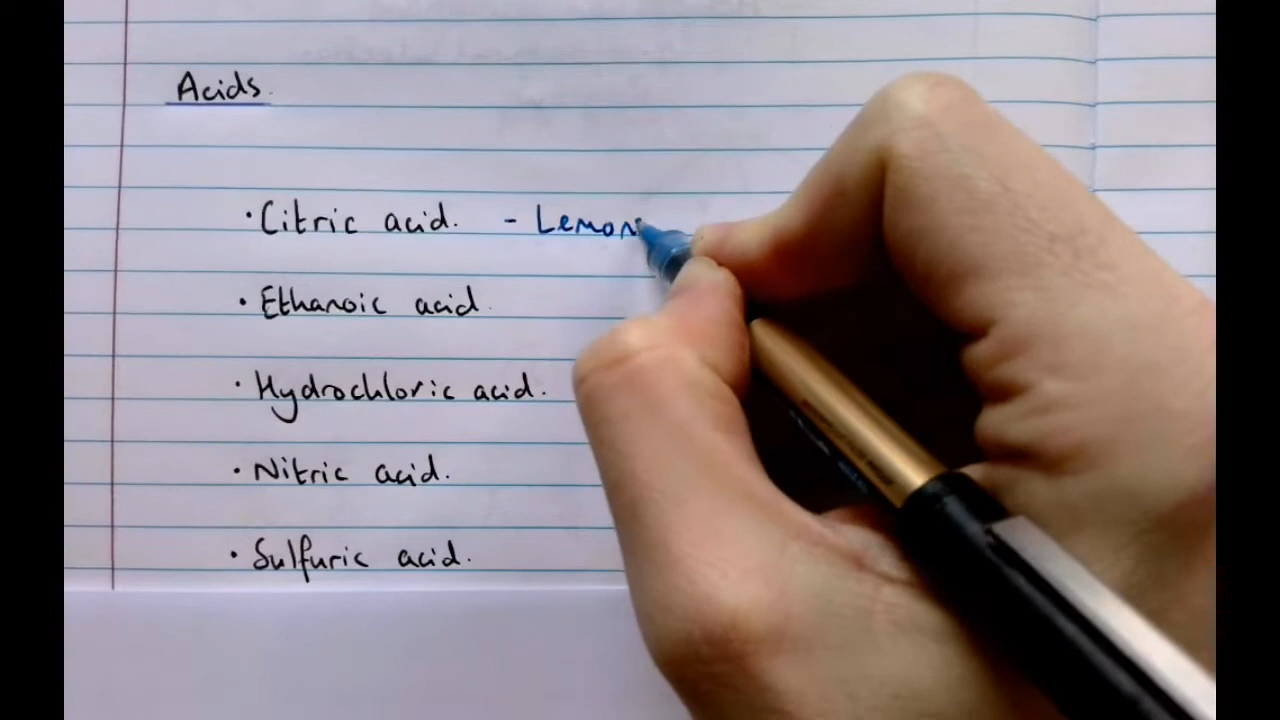 Acids.
· Citric acid. - Lemon
· Ethanoic acid.
· Hydrochloric acid.
· Nitric acid.
· Sulfuric acid.